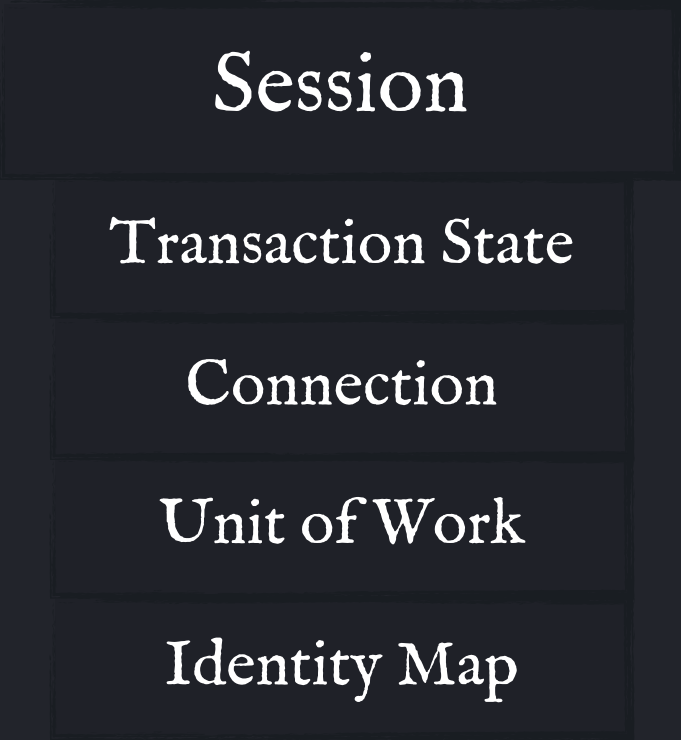 Session
Transaction State
Connection
Unit of Work
Identity Map